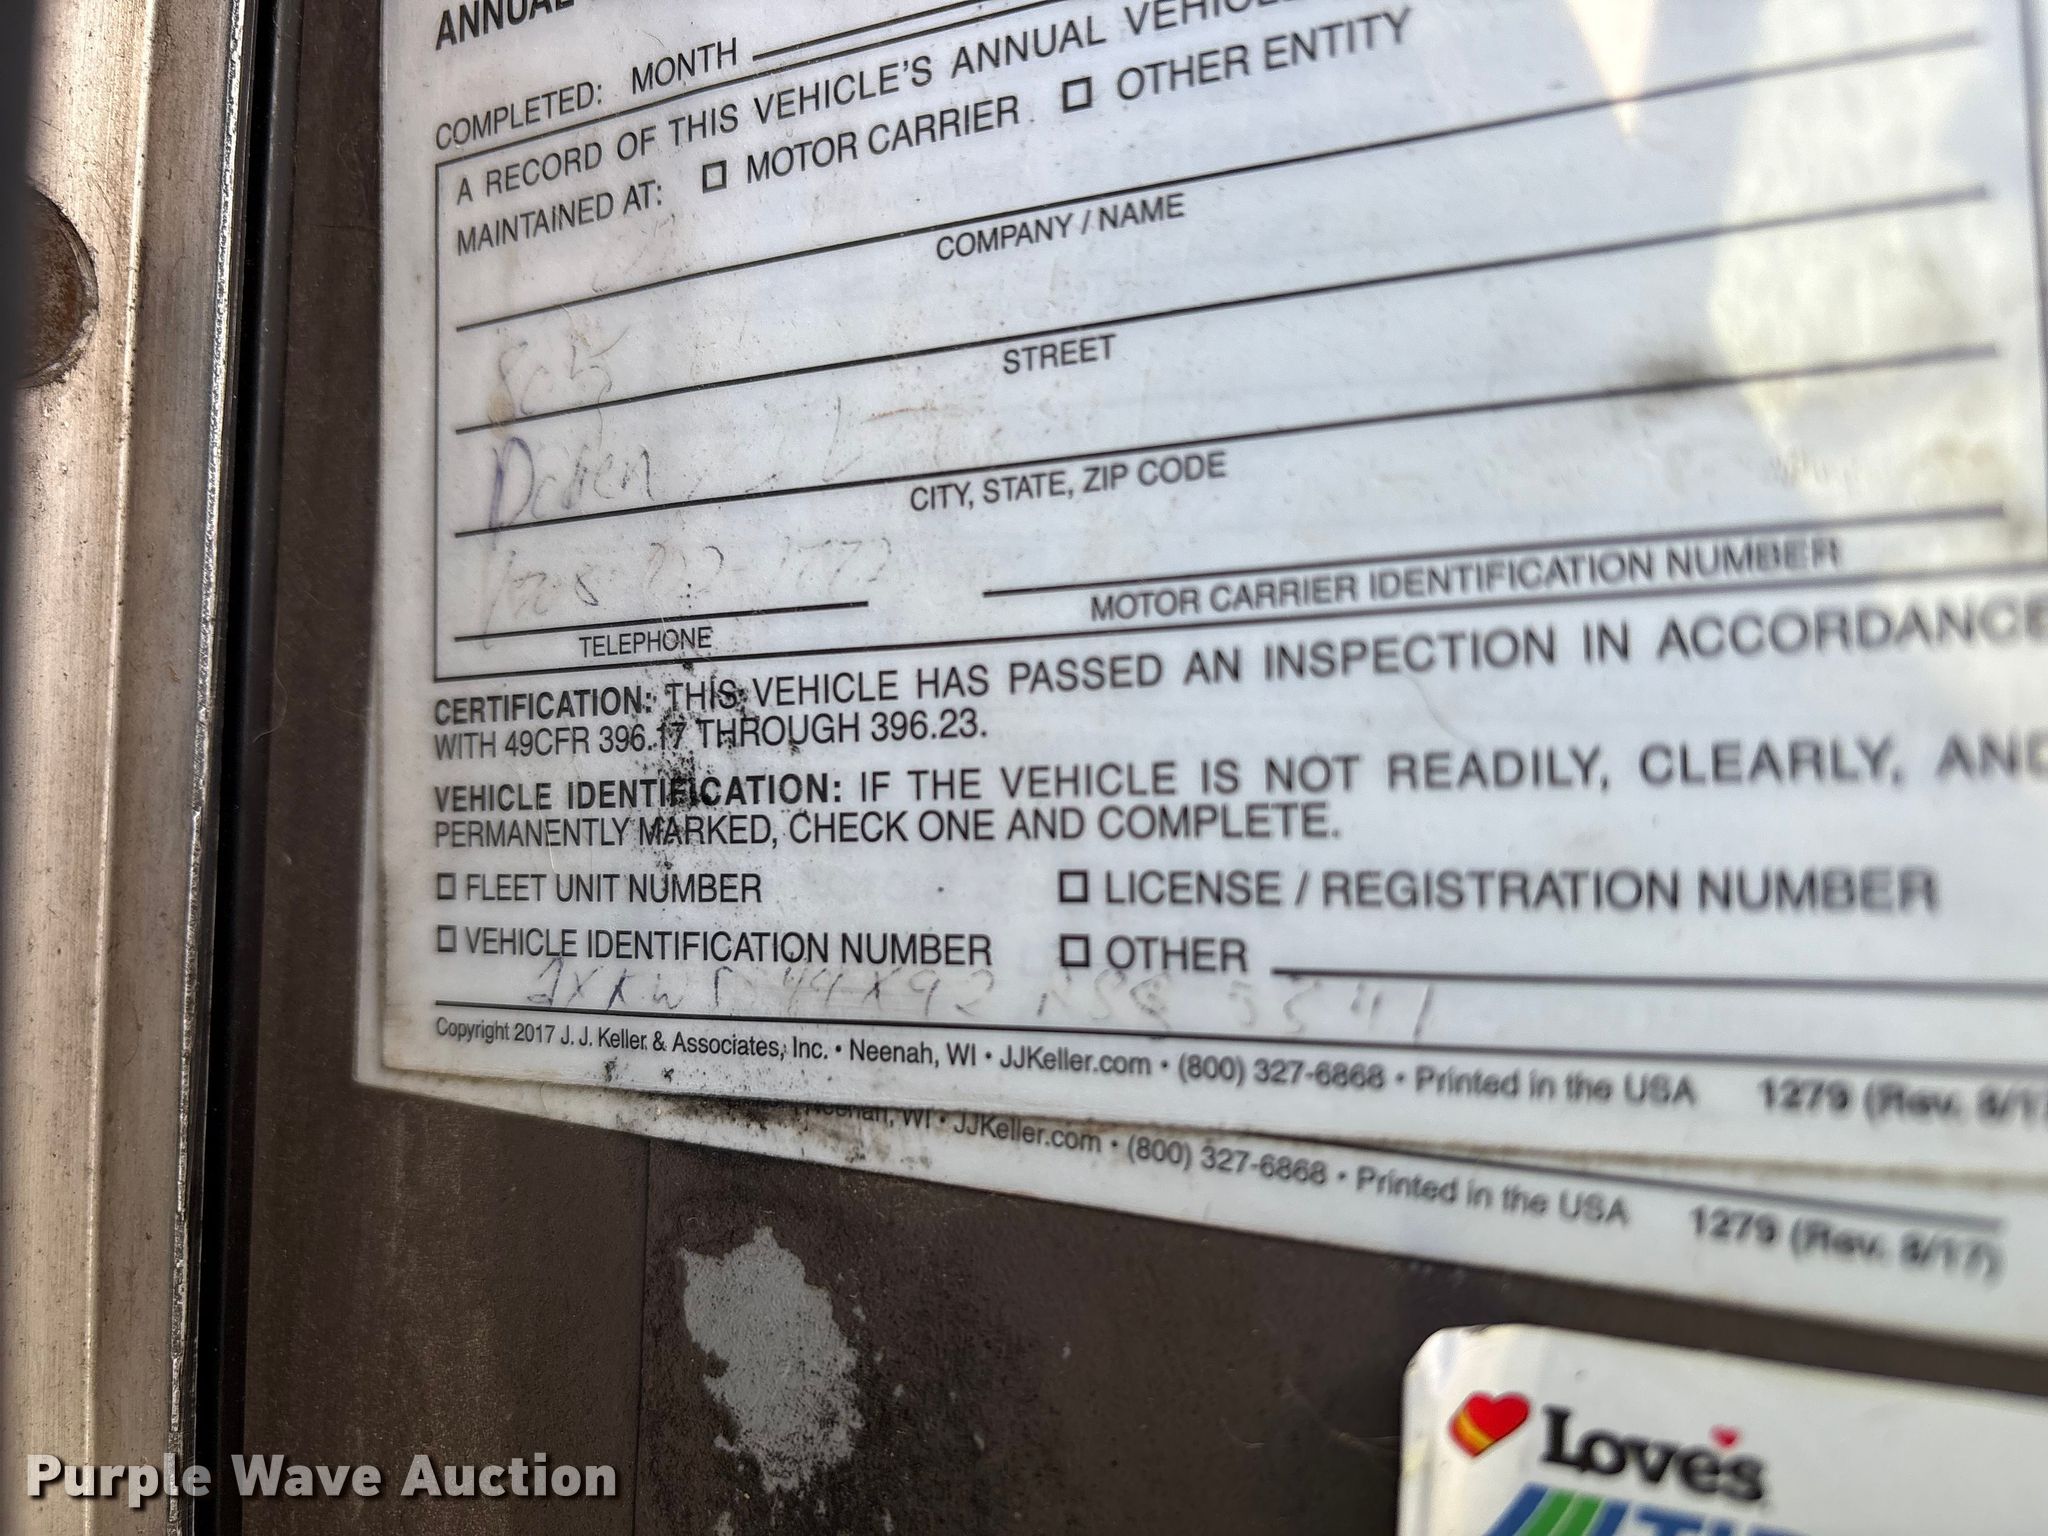 ANNUAL
COMPLETED: MONTH
A RECORD OF THIS VEHICLE'S ANNUAL
MAINTAINED AT: □ MOTOR CARRIER □ OTHER ENTITY
COMPANY / NAME
STREET
CITY, STATE, ZIP CODE
TELEPHONE
MOTOR CARRIER IDENTIFICATION NUMBER
CERTIFICATION: THIS VEHICLE HAS PASSED AN INSPECTION IN ACCORDANCE
WITH 49CFR 396.17 THROUGH 396.23.
VEHICLE IDENTIFICATION: IF THE VEHICLE IS NOT READILY, CLEARLY, AND
PERMANENTLY MARKED, CHECK ONE AND COMPLETE.
□ FLEET UNIT NUMBER □ LICENSE / REGISTRATION NUMBER
□ VEHICLE IDENTIFICATION NUMBER □ OTHER
Copyright 2017 J. J. Keller & Associates, Inc. • Neenah, WI • JJKeller.com • (800) 327-6868 • Printed in the USA 1279 (Rev. 8/17
Neenah, WI • JJKeller.com • (800) 327-6868 • Printed in the USA 1279 (Rev. 8/17)
Love's
Purple Wave Auction